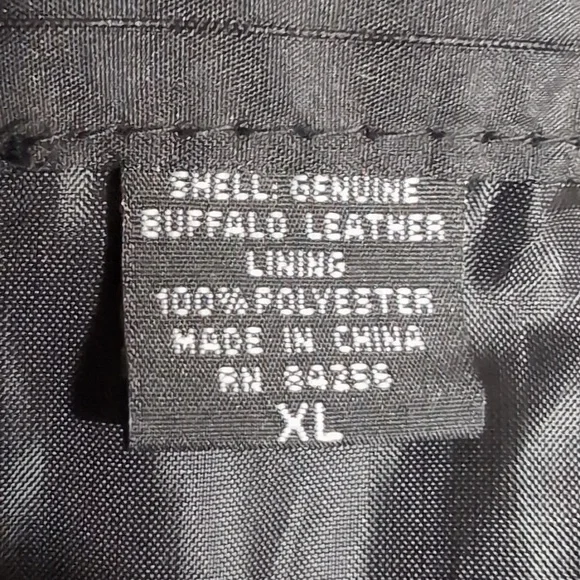 SHELL: GENUINE
BUFFALO LEATHER
LINING
100% POLYESTER
MADE IN CHINA
RN 84256
XL